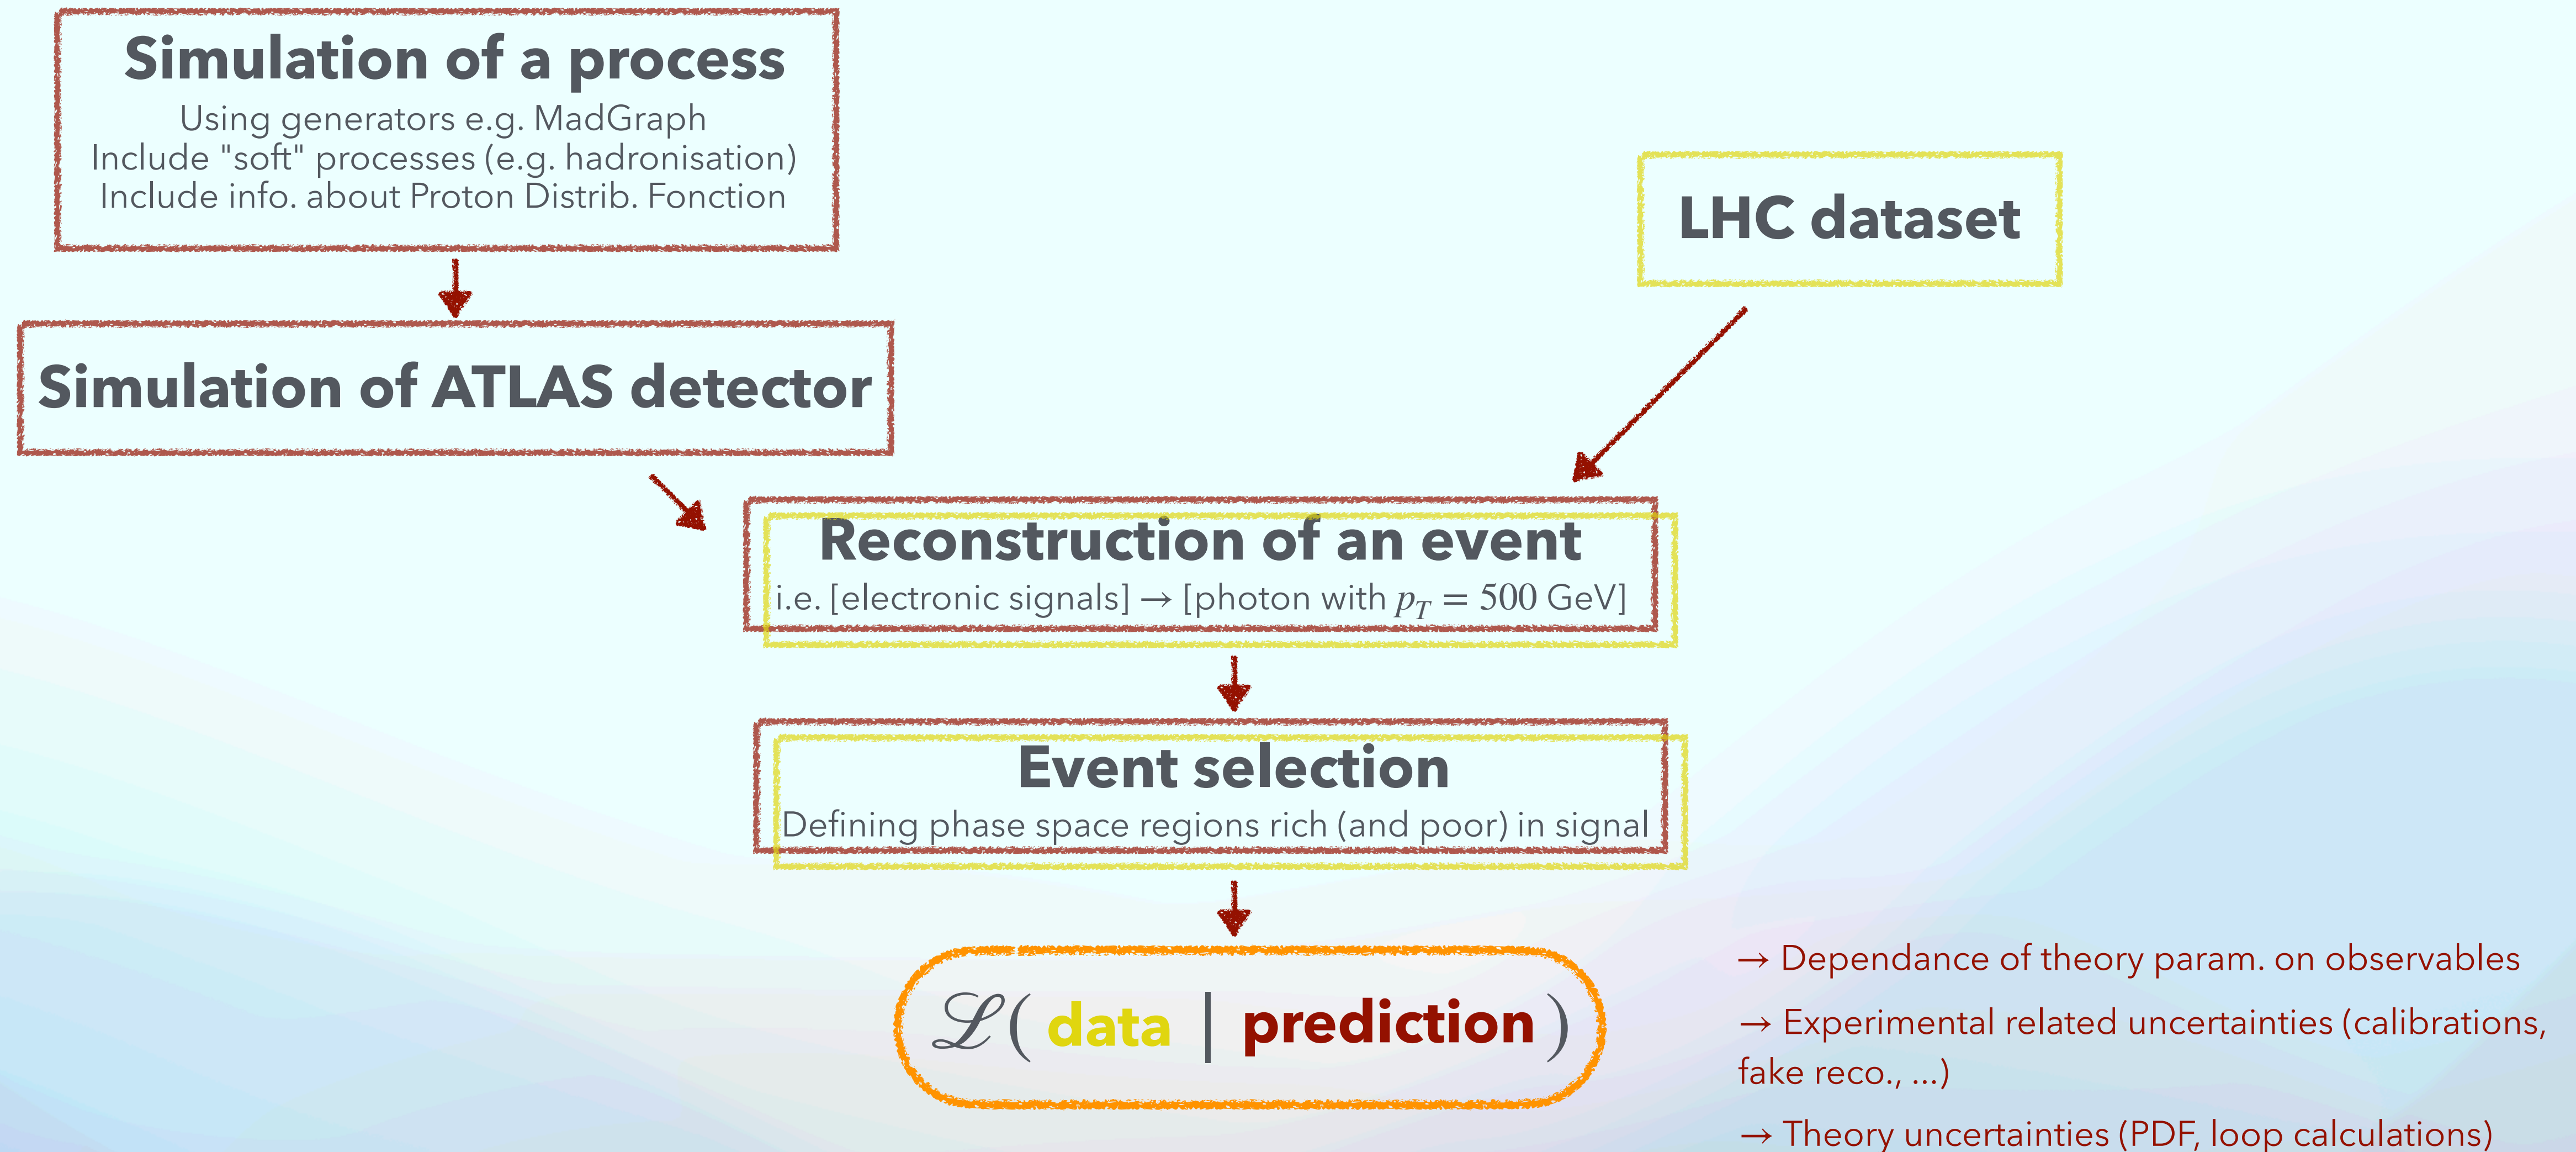 Simulation of a process
Using generators e.g. MadGraph
Include "soft" processes (e.g. hadronisation)
Include info. about Proton Distrib. Fonction
LHC dataset
Simulation of ATLAS detector
Reconstruction of an event
i.e. [electronic signals] → [photon with p_T = 500 GeV]
Event selection
Defining phase space regions rich (and poor) in signal
ℒ( data | prediction )
→ Dependance of theory param. on observables
→ Experimental related uncertainties (calibrations,
fake reco., ...)
→ Theory uncertainties (PDF, loop calculations)